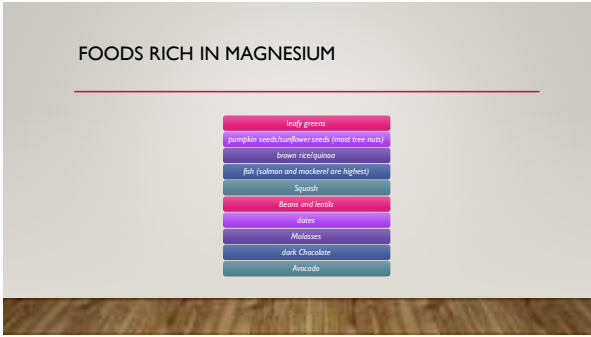 FOODS RICH IN MAGNESIUM
leafy greens
pumpkin seeds/sunflower seeds (most tree nuts)
brown rice/quinoa
fish (salmon and mackerel are highest)
Squash
Beans and lentils
dates
Molasses
dark Chocolate
Avocado